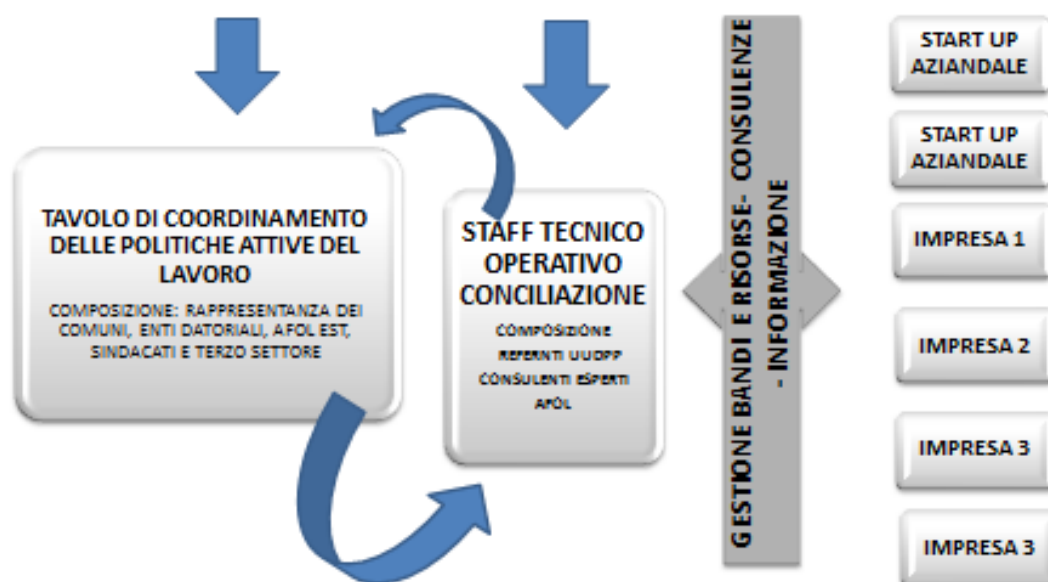 TAVOLO DI COORDINAMENTO
DELLE POLITICHE ATTIVE DEL
LAVORO
COMPOSIZIONE: RAPPRESENTANZA DEI
COMUNI, ENTI DATORIALI, AFOL EST,
SINDACATI E TERZO SETTORE
STAFF TECNICO
OPERATIVO
CONCILIAZIONE
COMPOSIZIONE
REFERNTI UUDPP
CONSULENTI ESPERTI
AFOL
GESTIONE BANDI E RISORSE- CONSULENZE
- INFORMAZIONE
START UP
AZIANDALE
START UP
AZIANDALE
IMPRESA 1
IMPRESA 2
IMPRESA 3
IMPRESA 3